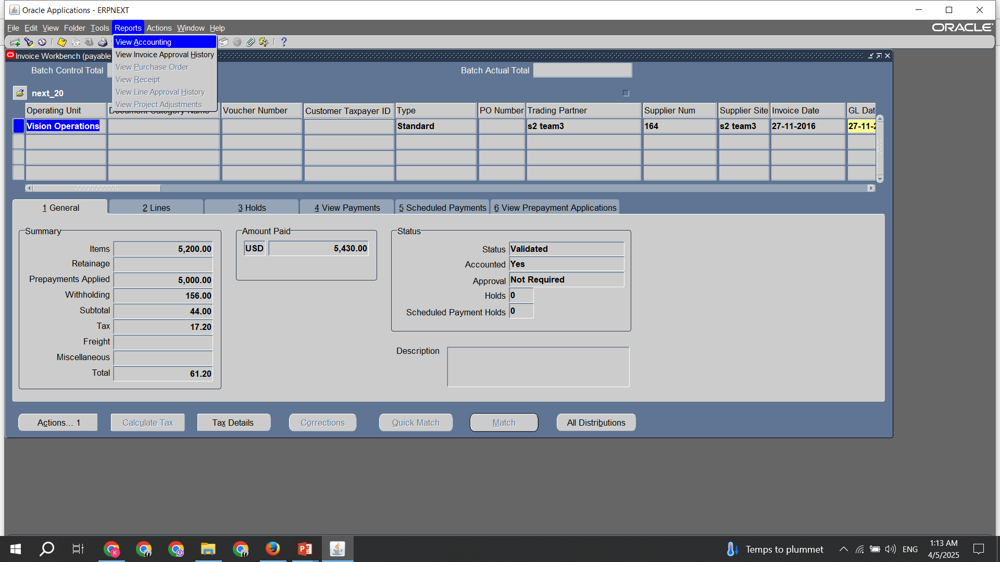 Oracle Applications - ERPNEXT
File Edit View Folder Tools Reports Actions Window Help
ORACLE
View Accounting
View Invoice Approval History
View Purchase Order
View Receipt
View Line Approval History
View Project Adjustments
Invoice Workbench (payable
Batch Control Total
Batch Actual Total
next_20
Operating Unit Document Category Name Voucher Number Customer Taxpayer ID Type PO Number Trading Partner Supplier Num Supplier Site Invoice Date GL Dat
Vision Operations Standard s2 team3 164 s2 team3 27-11-2016 27-11-2
1 General 2 Lines 3 Holds 4 View Payments 5 Scheduled Payments 6 View Prepayment Applications
Summary
Items 5,200.00
Retainage
Prepayments Applied 5,000.00
Withholding 156.00
Subtotal 44.00
Tax 17.20
Freight
Miscellaneous
Total 61.20
Amount Paid
USD 5,430.00
Status
Status Validated
Accounted Yes
Approval Not Required
Holds 0
Scheduled Payment Holds 0
Description
Actions... 1 Calculate Tax Tax Details Corrections Quick Match Match All Distributions
Temps to plummet
ENG
1:13 AM
4/5/2025